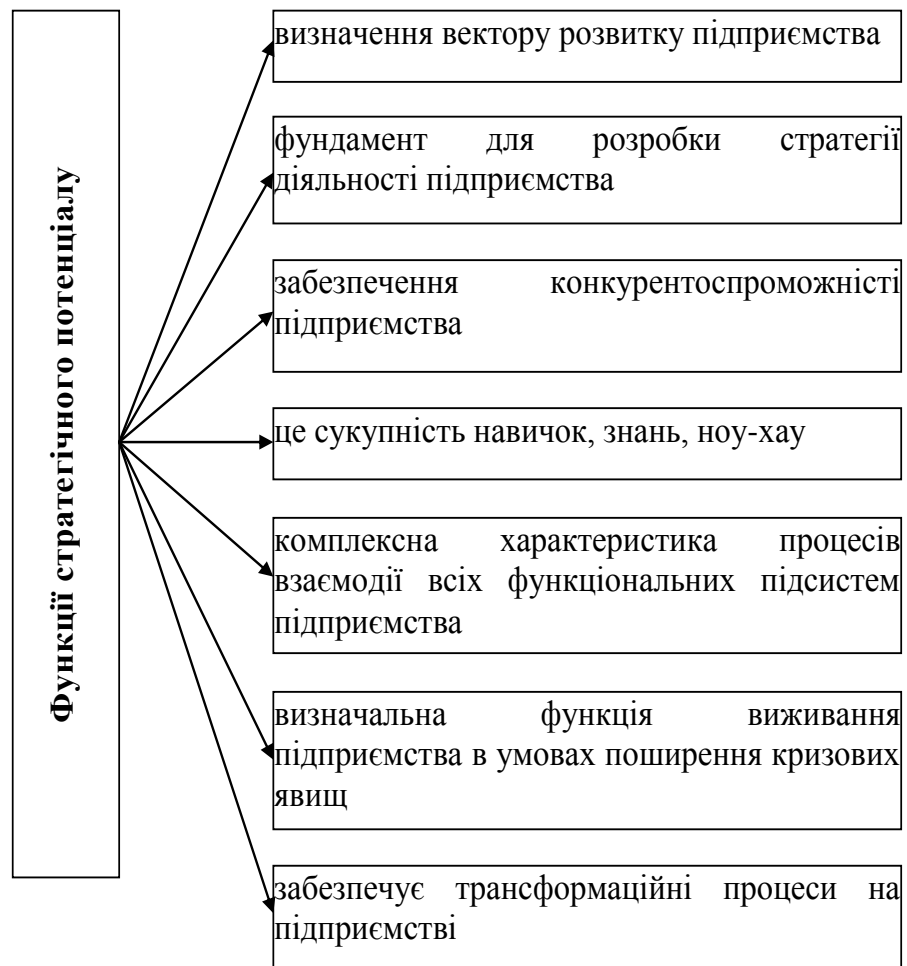 Функції стратегічного потенціалу
визначення вектору розвитку підприємства
фундамент для розробки стратегії
діяльності підприємства
забезпечення конкурентоспроможністі
підприємства
це сукупність навичок, знань, ноу-хау
комплексна характеристика процесів
взаємодії всіх функціональних підсистем
підприємства
визначальна функція виживання
підприємства в умовах поширення кризових
явищ
забезпечує трансформаційні процеси на
підприємстві